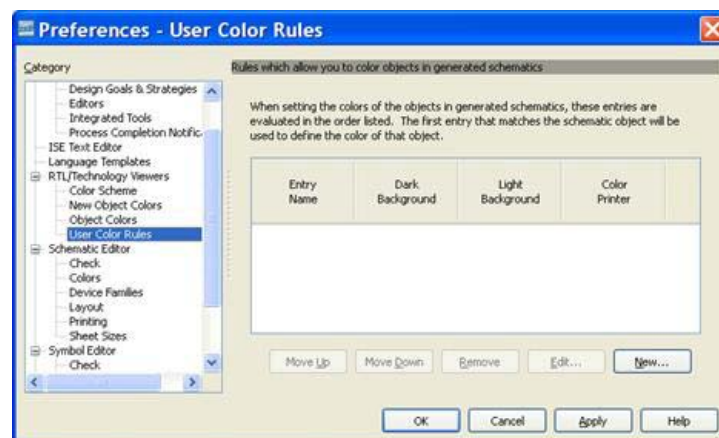 Preferences - User Color Rules
Category
Design Goals & Strategies
Editors
Integrated Tools
Process Completion Notific
ISE Text Editor
Language Templates
RTL/Technology Viewers
Color Scheme
New Object Colors
Object Colors
User Color Rules
Schematic Editor
Check
Colors
Device Families
Layout
Printing
Sheet Sizes
Symbol Editor
Check
Rules which allow you to color objects in generated schematics
When setting the colors of the objects in generated schematics, these entries are
evaluated in the order listed. The first entry that matches the schematic object will be
used to define the color of that object.
Entry Name Dark Background Light Background Color Printer
Move Up Move Down Remove Edit... New...
OK Cancel Apply Help